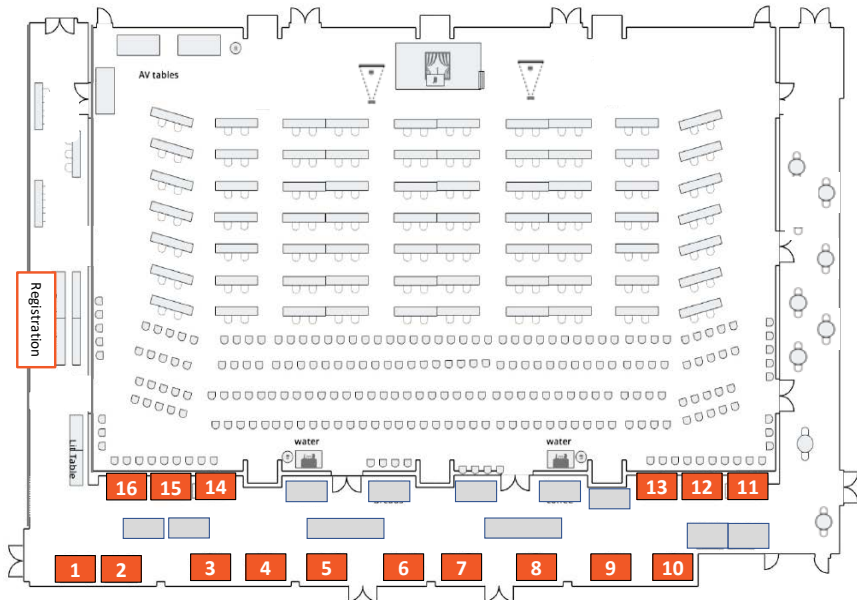 AV tables
Registration
Lit Table
water
water
16 15 14
13 12 11
1 2 3 4 5 6 7 8 9 10